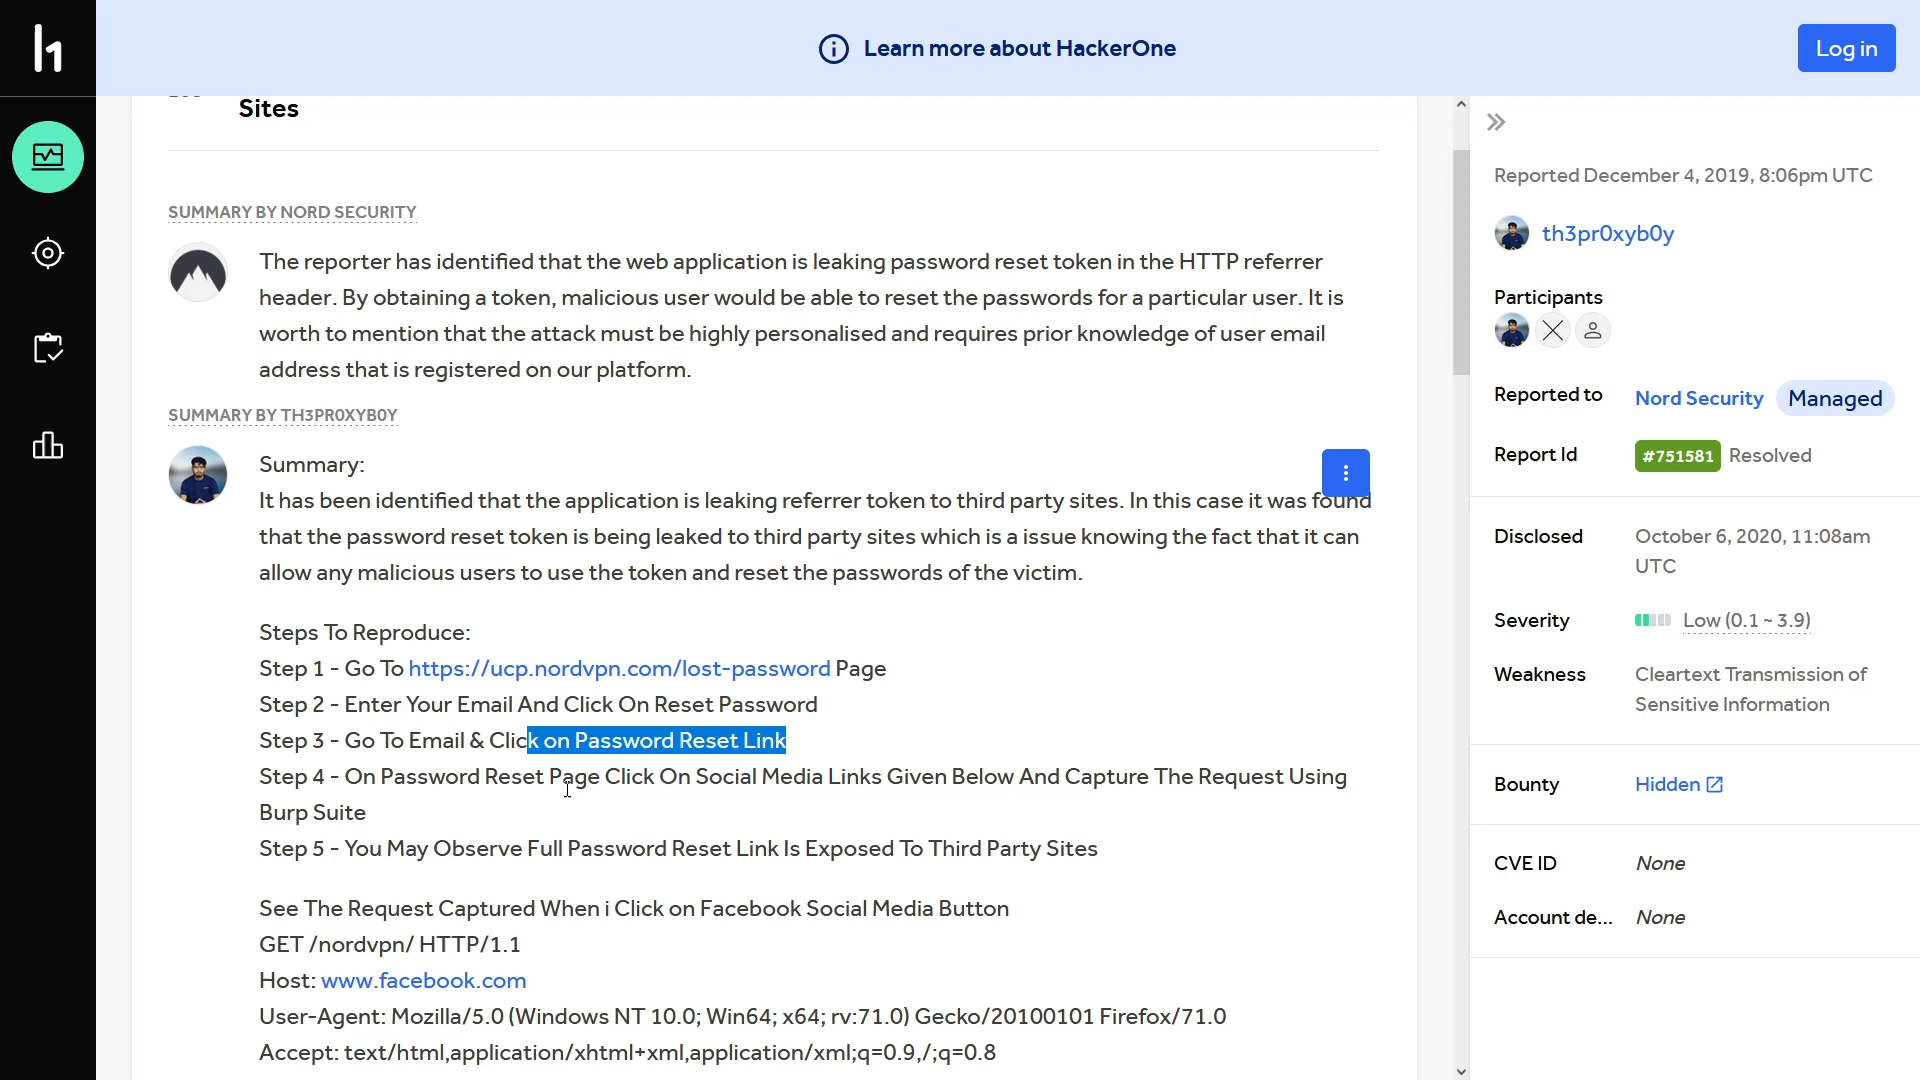 Learn more about HackerOne
Log in
Sites
SUMMARY BY NORD SECURITY
The reporter has identified that the web application is leaking password reset token in the HTTP referrer
header. By obtaining a token, malicious user would be able to reset the passwords for a particular user. It is
worth to mention that the attack must be highly personalised and requires prior knowledge of user email
address that is registered on our platform.
SUMMARY BY TH3PR0XYB0Y
Summary:
It has been identified that the application is leaking referrer token to third party sites. In this case it was found
that the password reset token is being leaked to third party sites which is a issue knowing the fact that it can
allow any malicious users to use the token and reset the passwords of the victim.
Steps To Reproduce:
Step 1 - Go To https://ucp.nordvpn.com/lost-password Page
Step 2 - Enter Your Email And Click On Reset Password
Step 3 - Go To Email & Click on Password Reset Link
Step 4 - On Password Reset Page Click On Social Media Links Given Below And Capture The Request Using
Burp Suite
Step 5 - You May Observe Full Password Reset Link Is Exposed To Third Party Sites
See The Request Captured When i Click on Facebook Social Media Button
GET /nordvpn/ HTTP/1.1
Host: www.facebook.com
User-Agent: Mozilla/5.0 (Windows NT 10.0; Win64; x64; rv:71.0) Gecko/20100101 Firefox/71.0
Accept: text/html,application/xhtml+xml,application/xml;q=0.9,/;q=0.8
Reported December 4, 2019, 8:06pm UTC
th3pr0xyb0y
Participants
Reported to Nord Security Managed
Report Id #751581 Resolved
Disclosed October 6, 2020, 11:08am
UTC
Severity Low (0.1 ~ 3.9)
Weakness Cleartext Transmission of
Sensitive Information
Bounty Hidden
CVE ID None
Account de... None